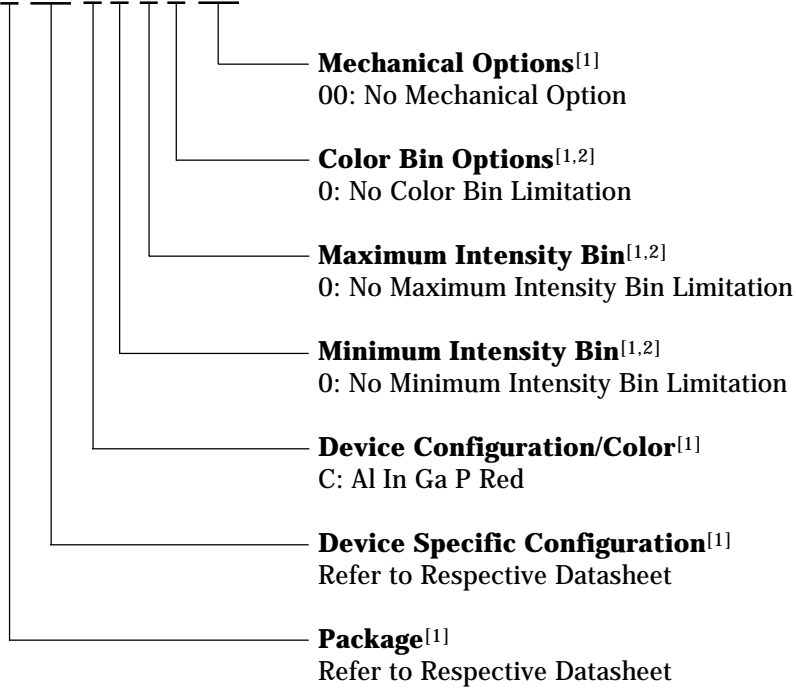 Mechanical Options[1]
00: No Mechanical Option
Color Bin Options[1,2]
0: No Color Bin Limitation
Maximum Intensity Bin[1,2]
0: No Maximum Intensity Bin Limitation
Minimum Intensity Bin[1,2]
0: No Minimum Intensity Bin Limitation
Device Configuration/Color[1]
C: Al In Ga P Red
Device Specific Configuration[1]
Refer to Respective Datasheet
Package[1]
Refer to Respective Datasheet